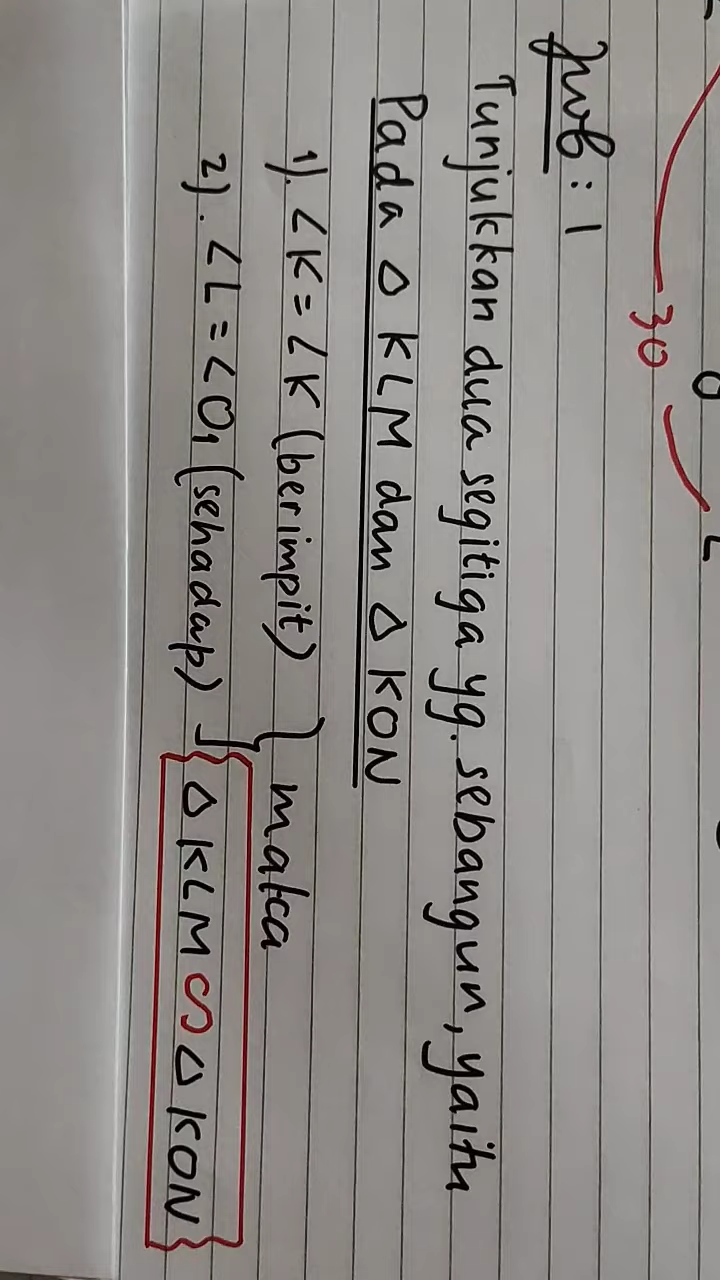 30
O
L
Jwb : 1
Tunjukkan dua segitiga yg. sebangun, yaitu
Pada △ KLM dan △ KON
1). ∠K = ∠K (berimpit)
2). ∠L = ∠O₁ (sehadap) } maka
△ KLM ∽ △ KON